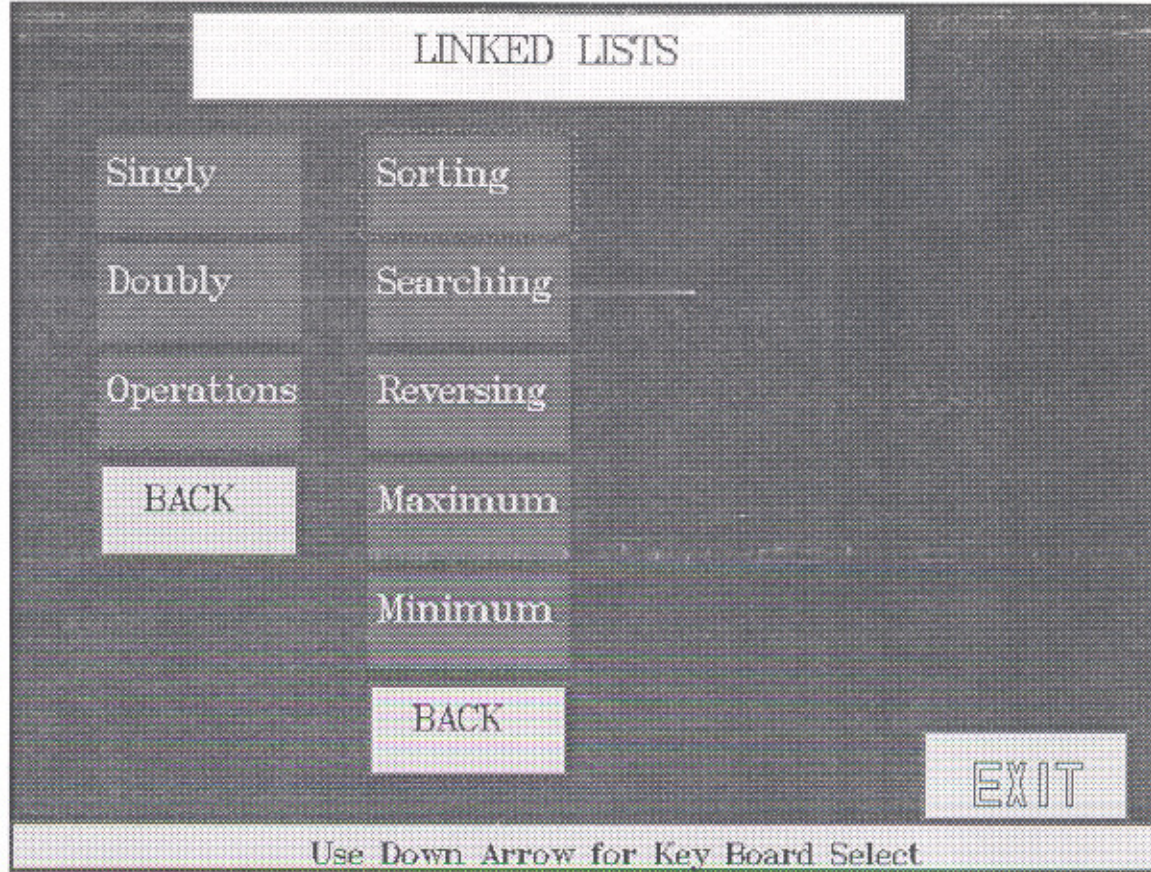 LINKED LISTS
Singly
Doubly
Operations
BACK
Sorting
Searching
Reversing
Maximum
Minimum
BACK
EXIT
Use Down Arrow for Key Board Select